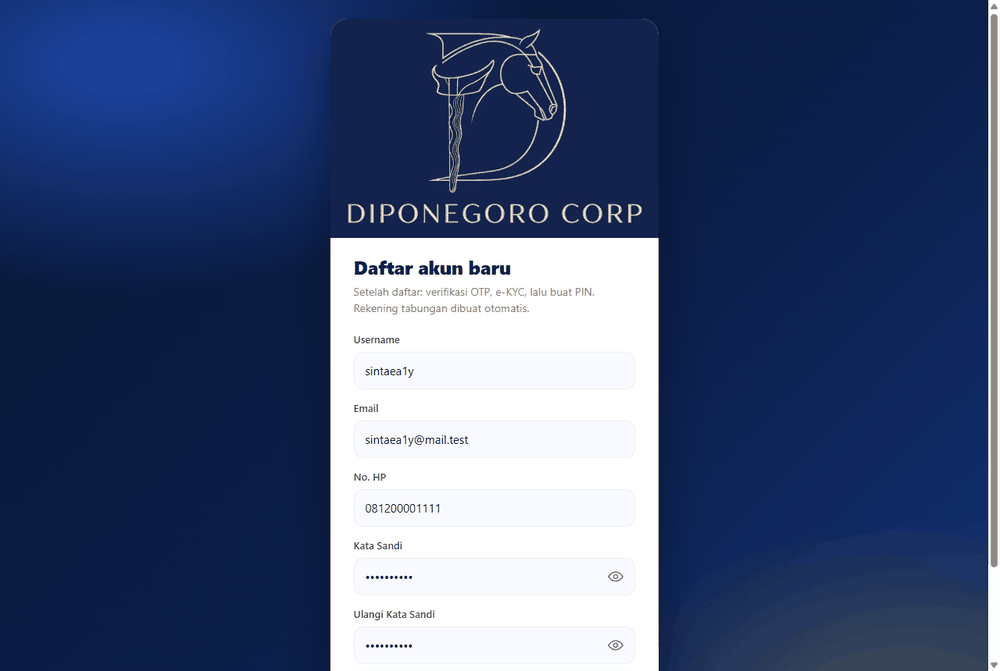 DIPONEGORO CORP
Daftar akun baru
Setelah daftar: verifikasi OTP, e-KYC, lalu buat PIN.
Rekening tabungan dibuat otomatis.
Username
sintaea1y
Email
sintaea1y@mail.test
No. HP
081200001111
Kata Sandi
••••••••••
Ulangi Kata Sandi
••••••••••